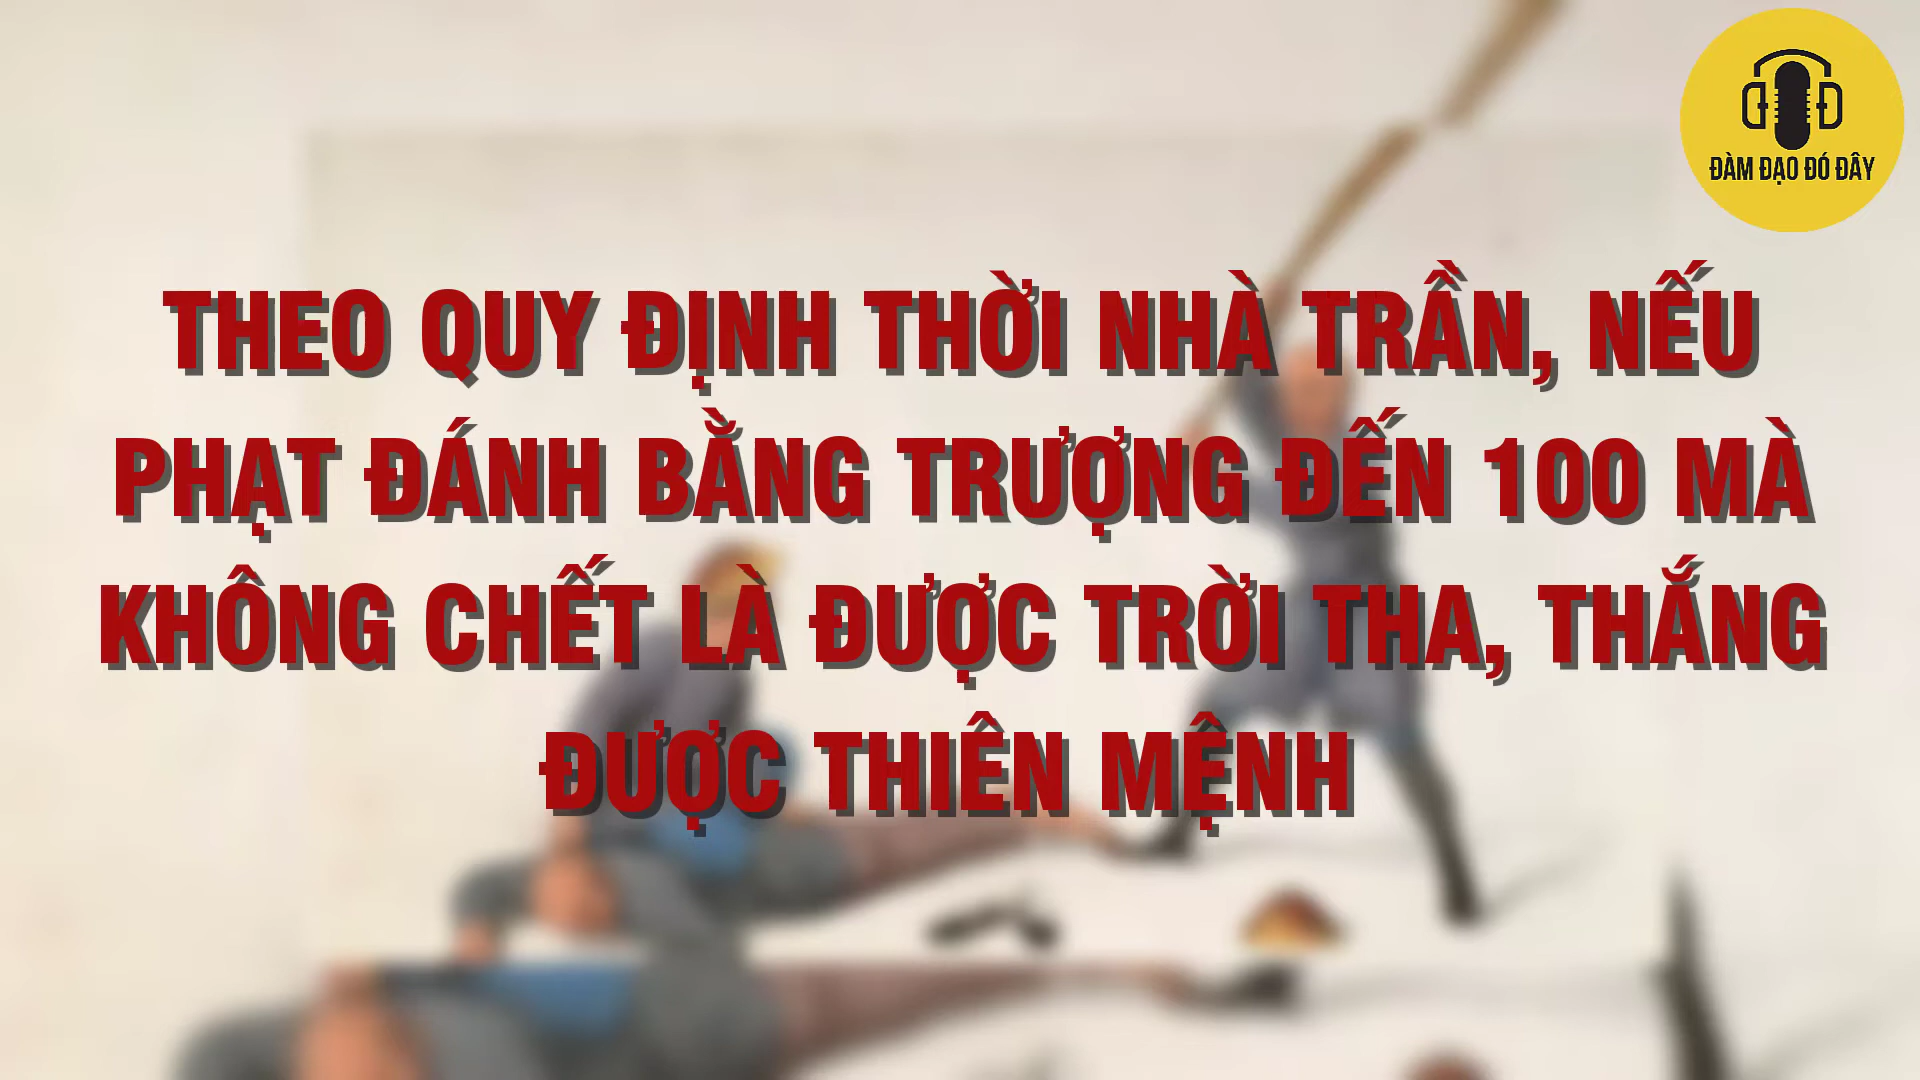 ĐÀM ĐẠO ĐÓ ĐÂY
THEO QUY ĐỊNH THỜI NHÀ TRẦN, NẾU
PHẠT ĐÁNH BẰNG TRƯỢNG ĐẾN 100 MÀ
KHÔNG CHẾT LÀ ĐƯỢC TRỜI THA, THẮNG
ĐƯỢC THIÊN MỆNH